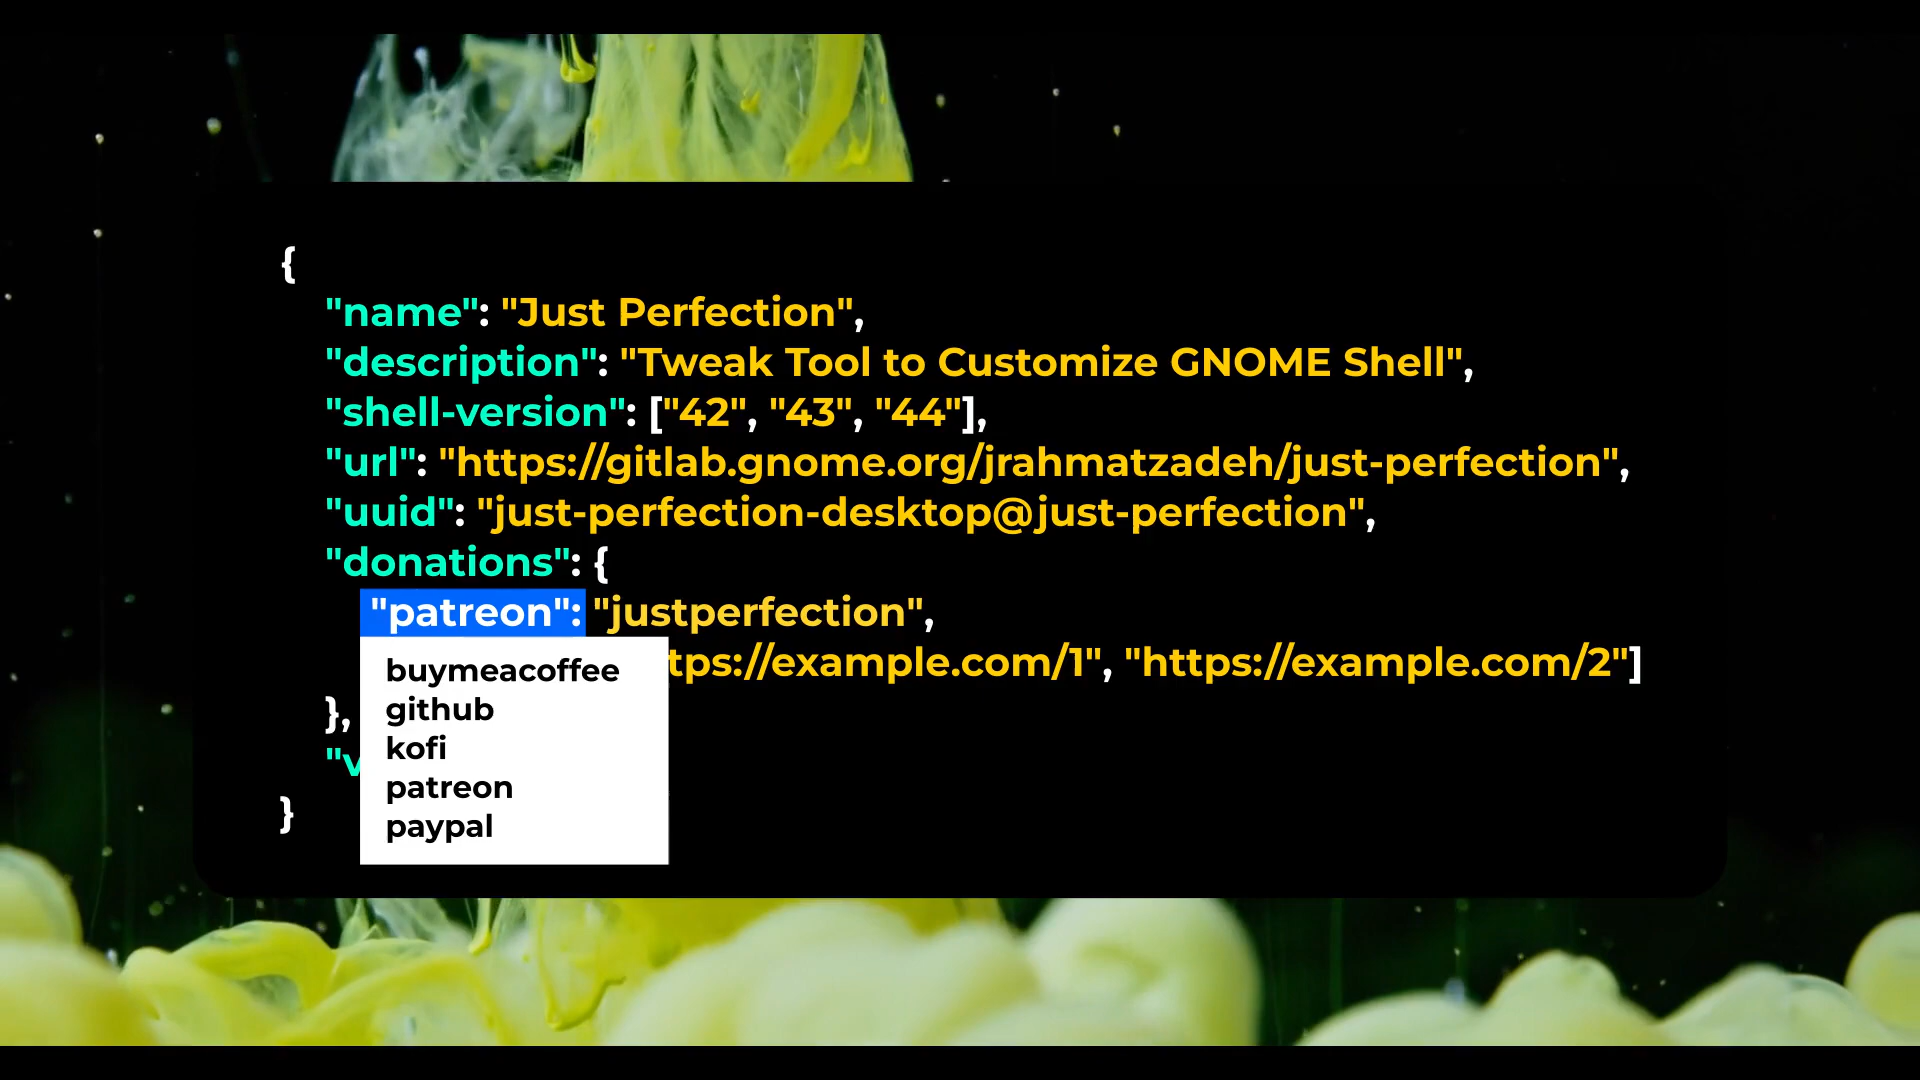 {
"name": "Just Perfection",
"description": "Tweak Tool to Customize GNOME Shell",
"shell-version": ["42", "43", "44"],
"url": "https://gitlab.gnome.org/jrahmatzadeh/just-perfection",
"uuid": "just-perfection-desktop@just-perfection",
"donations": {
"patreon": "justperfection",
tps://example.com/1", "https://example.com/2"]
buymeacoffee
github
kofi
patreon
paypal
},
"v
}